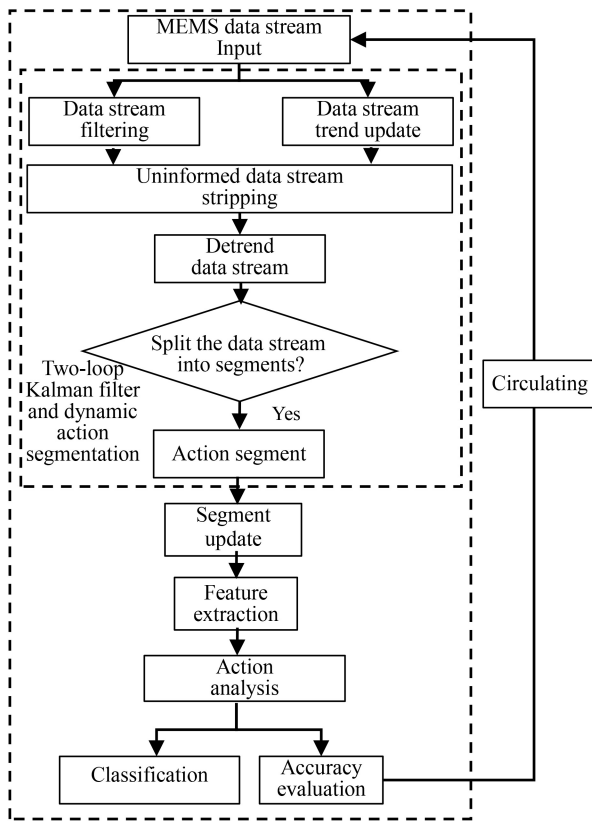 MEMS data stream
Input
Data stream
filtering
Data stream
trend update
Uninformed data stream
stripping
Detrend
data stream
Split the data stream
into segments?
Two-loop
Kalman filter
and dynamic
action
segmentation
Yes
Action segment
Circulating
Segment
update
Feature
extraction
Action
analysis
Classification
Accuracy
evaluation